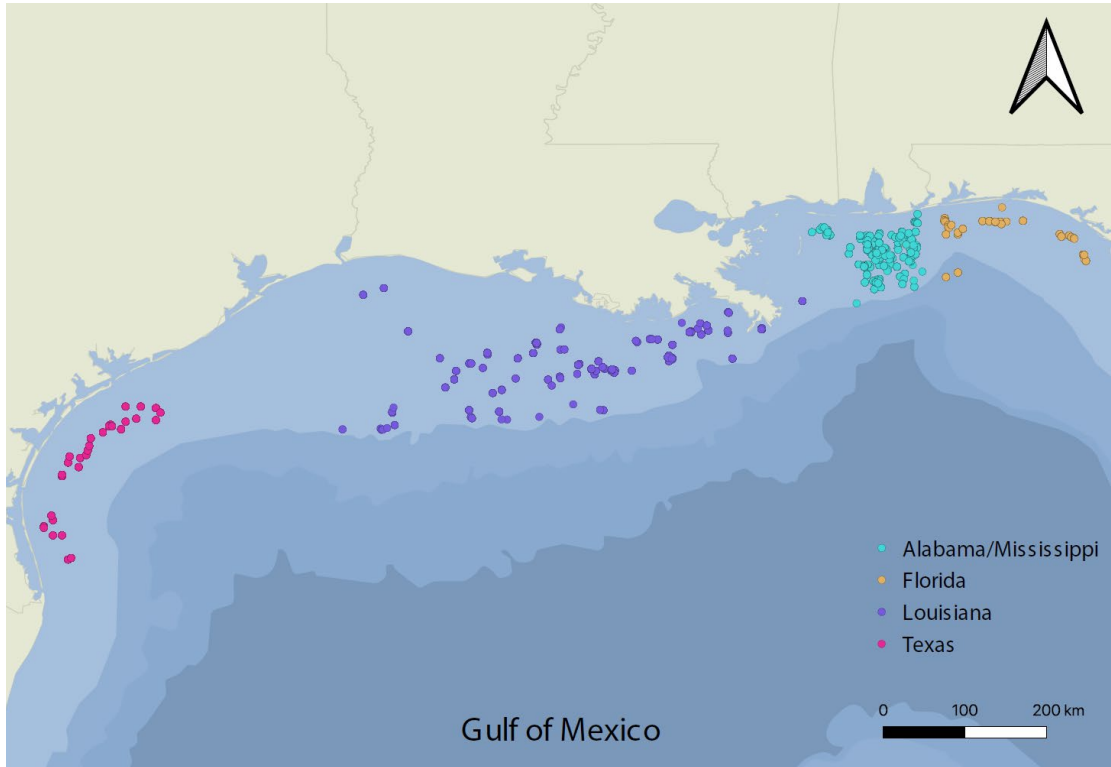 Alabama/Mississippi
Florida
Louisiana
Texas
0 100 200 km
Gulf of Mexico